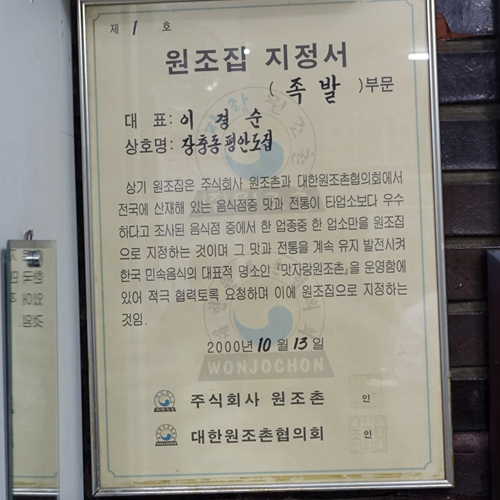 제 1 호
원조집 지정서
( 족 발 )부문
대 표: 이 경 순
상호명: 장충동평안도집
상기 원조집은 주식회사 원조촌과 대한원조촌협의회에서
전국에 산재해 있는 음식점중 맛과 전통이 타업소보다 우수
하다고 조사된 음식점 중에서 한 업종중 한 업소만을 원조집
으로 지정하는 것이며 그 맛과 전통을 계속 유지 발전시켜
한국 민속음식의 대표적 명소인 『맛자랑원조촌』을 운영함에
있어 적극 협력토록 요청하며 이에 원조집으로 지정하는
것임.
2000년 10 월 13 일
WONJOCHON
주식회사 원조촌 인
대한원조촌협의회 인